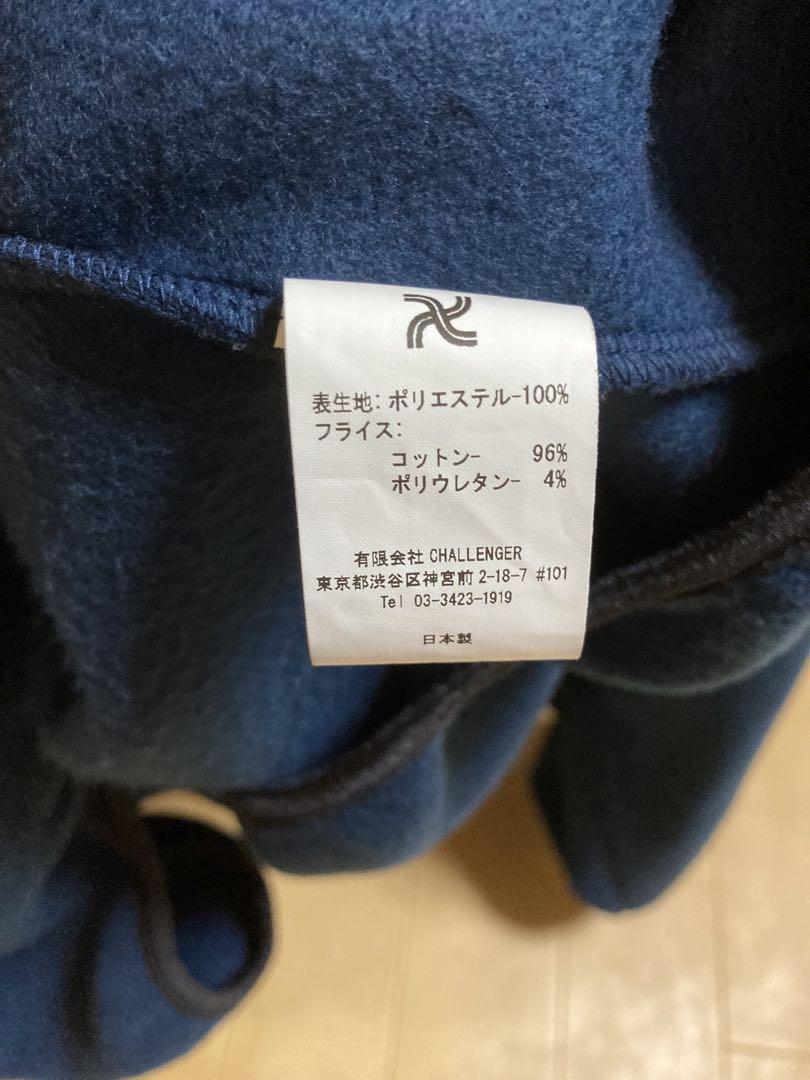 表生地: ポリエステル-100%
フライス:
コットン- 96%
ポリウレタン- 4%
有限会社 CHALLENGER
東京都渋谷区神宮前 2-18-7 #101
Tel 03-3423-1919
日本製